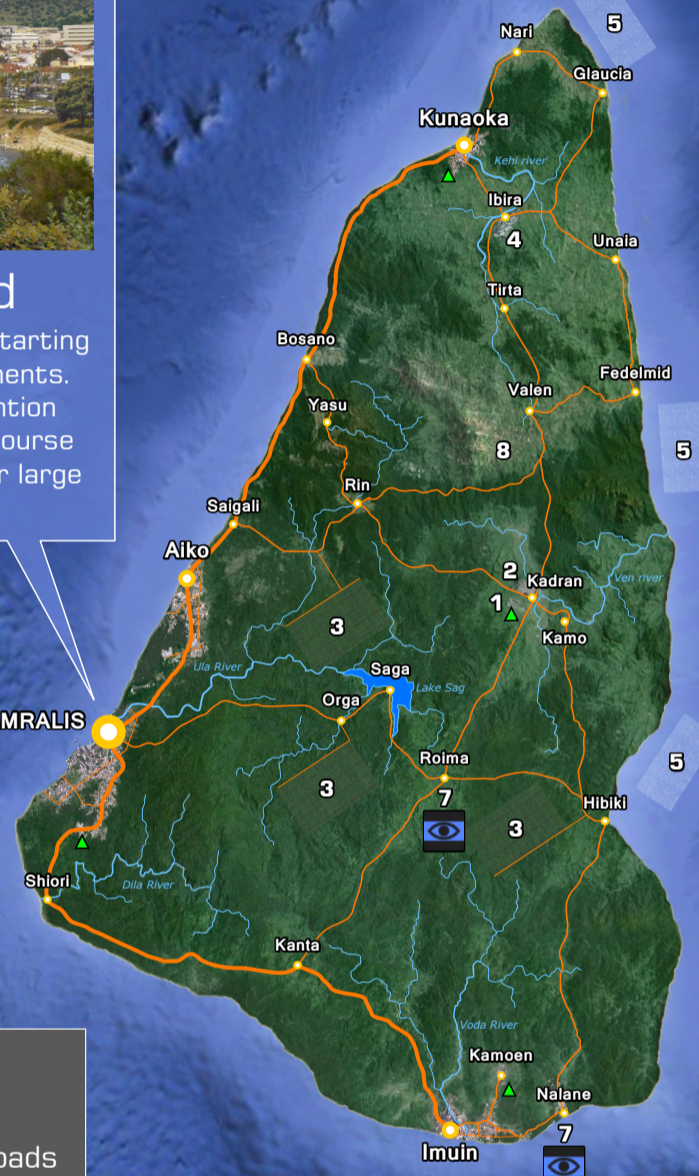 5
Nari
Glaucia
Kunaoka
Kehi river
Ibira
4
Unaia
d
tarting
Tirta
nents.
Bosano
ntion
Fedelmid
Valen
ourse
Yasu
r large
8
5
Rin
Saigali
Aiko
2
Kadran
Ven river
1
3
Kamo
Ula River
Saga
Lake Sag
Orga
MRALIS
Roima
5
3
7
Hibiki
3
Shiori
Dila River
Kanta
Voda River
Kamoen
Nalane
7
Imuin
oads